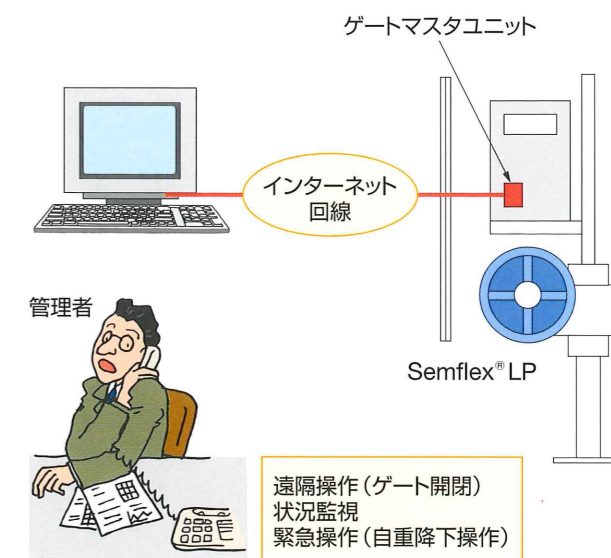 ゲートマスタユニット
インターネット
回線
管理者
Semflex® LP
遠隔操作(ゲート開閉)
状況監視
緊急操作(自重降下操作)